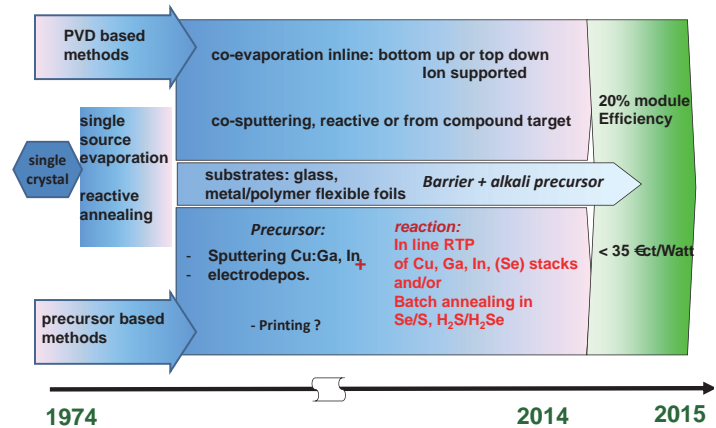 PVD based
methods
co-evaporation inline: bottom up or top down
Ion supported
co-sputtering, reactive or from compound target
20% module
Efficiency
single
source
evaporation
reactive
annealing
single
crystal
substrates: glass,
metal/polymer flexible foils
Barrier + alkali precursor
Precursor:
- Sputtering Cu:Ga, In
- electrodepos.
- Printing ?
+
reaction:
In line RTP
of Cu, Ga, In, (Se) stacks
and/or
Batch annealing in
Se/S, H₂S/H₂Se
< 35 €ct/Watt
precursor based
methods
1974
2014
2015